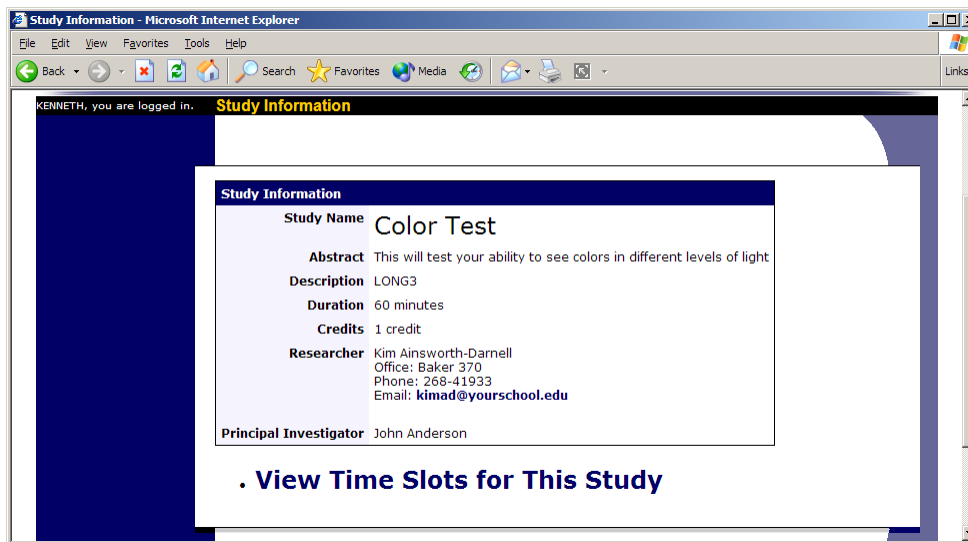 Study Information - Microsoft Internet Explorer
File Edit View Favorites Tools Help
Back Search Favorites Media Links
KENNETH, you are logged in. Study Information
Study Information
Study Name Color Test
Abstract This will test your ability to see colors in different levels of light
Description LONG3
Duration 60 minutes
Credits 1 credit
Researcher Kim Ainsworth-Darnell
Office: Baker 370
Phone: 268-41933
Email: kimad@yourschool.edu
Principal Investigator John Anderson
• View Time Slots for This Study